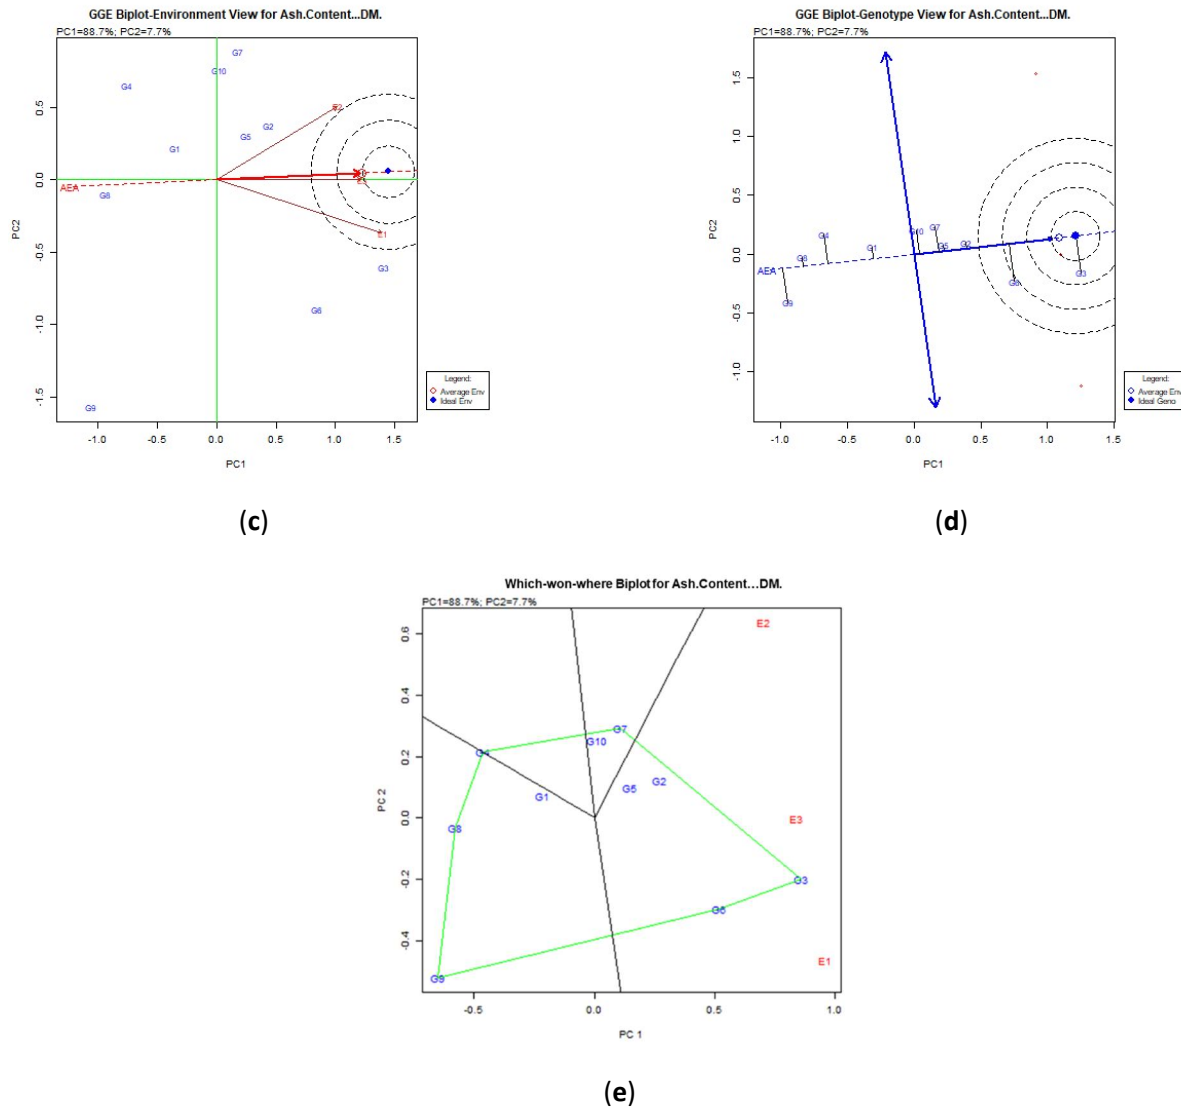 GGE Biplot-Environment View for Ash.Content...DM.
PC1=88.7%; PC2=7.7%
G7
G10
G4
E2
G2
G5
G1
AEA
G8
E1
G3
G6
G9
0.5
0.0
-0.5
-1.0
-1.5
PC2
-1.0 -0.5 0.0 0.5 1.0 1.5
PC1
Legend:
Average Env
Ideal Env
(c)
GGE Biplot-Genotype View for Ash.Content...DM.
PC1=88.7%; PC2=7.7%
1.5
1.0
0.5
0.0
-0.5
-1.0
PC2
G4
G10
G7
G1
G5
G2
G8
AEA
G3
G6
G9
-1.0 -0.5 0.0 0.5 1.0 1.5
PC1
Legend:
Average Env
Ideal Geno
(d)
Which-won-where Biplot for Ash.Content...DM.
PC1=88.7%; PC2=7.7%
0.6
0.4
0.2
0.0
-0.2
-0.4
PC 2
E2
G7
G10
G4
G2
G5
G1
G8
E3
G3
G6
E1
G9
-0.5 0.0 0.5 1.0
PC 1
(e)